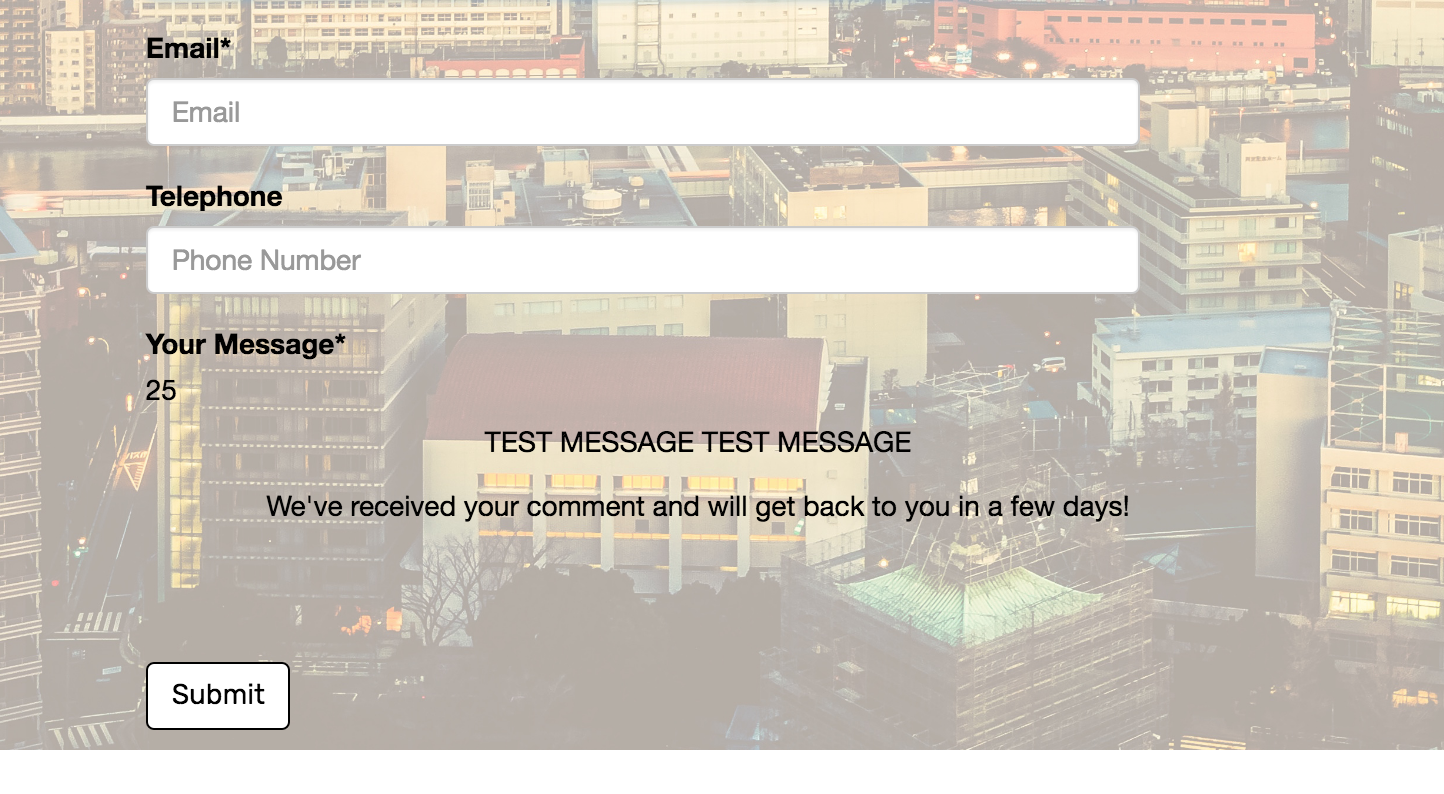 Email*
Email
Telephone
Phone Number
Your Message*
25
TEST MESSAGE TEST MESSAGE
We've received your comment and will get back to you in a few days!
Submit